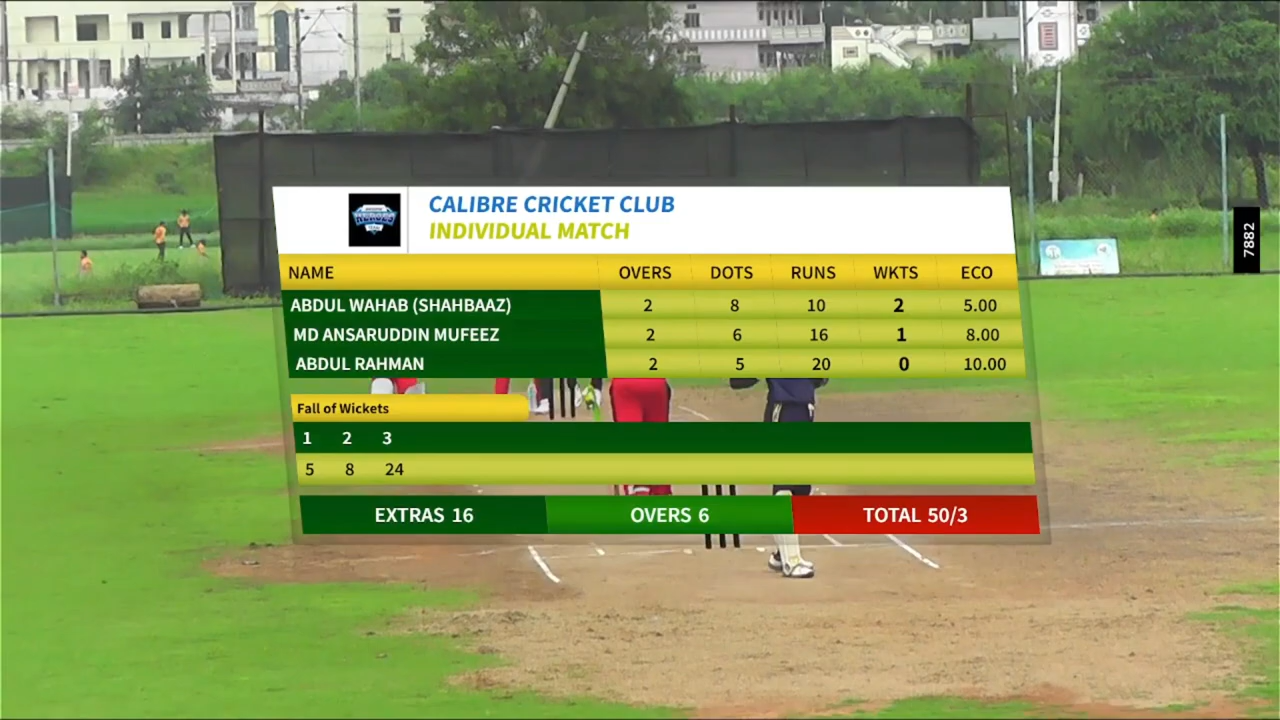 CALIBRE CRICKET CLUB
INDIVIDUAL MATCH
NAME OVERS DOTS RUNS WKTS ECO
ABDUL WAHAB (SHAHBAAZ) 2 8 10 2 5.00
MD ANSARUDDIN MUFEEZ 2 6 16 1 8.00
ABDUL RAHMAN 2 5 20 0 10.00
Fall of Wickets
1 2 3
5 8 24
EXTRAS 16 OVERS 6 TOTAL 50/3
7882
HEROES